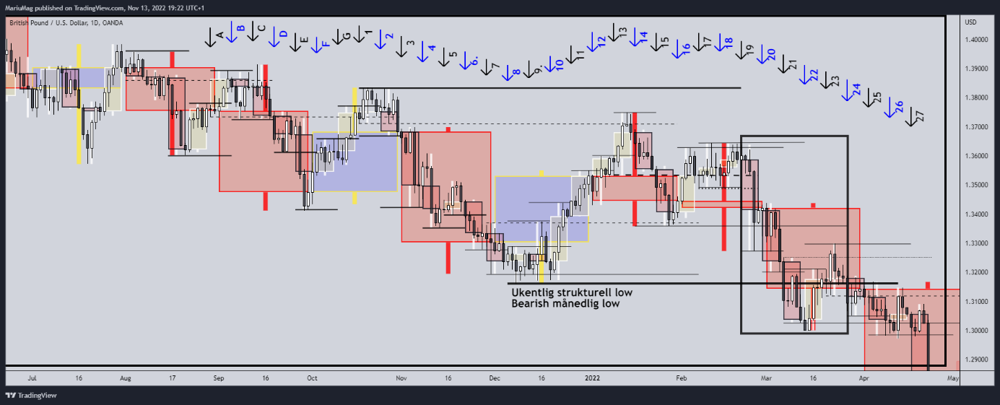 MariuMag published on TradingView.com, Nov 13, 2022 19:22 UTC+1
British Pound / U.S. Dollar, 1D, OANDA
USD
A
B
C
D
E
F
G
1
2
3
4
5
6.
7
8
9.
10
11
12
13
14
15
16
17
18
19
20
21
22
23
24
25
26
27
1.40000
1.39000
1.38000
1.37000
1.36000
1.35000
1.34000
1.33000
1.32000
1.31000
1.30000
1.29000
Ukentlig strukturell low
Bearish månedlig low
Jul 16 Aug 17 Sep 16 Oct Nov 16 Dec 16 2022 Feb Mar 16 Apr May
TradingView